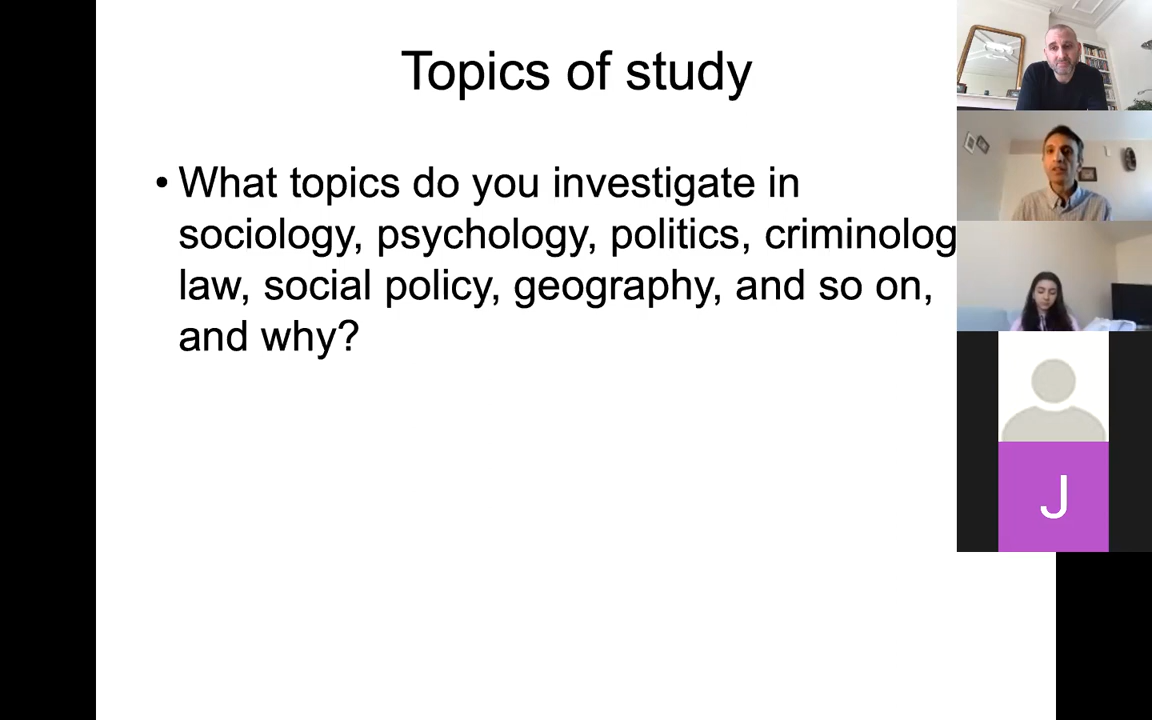 Topics of study
• What topics do you investigate in
sociology, psychology, politics, criminolog
law, social policy, geography, and so on,
and why?
J